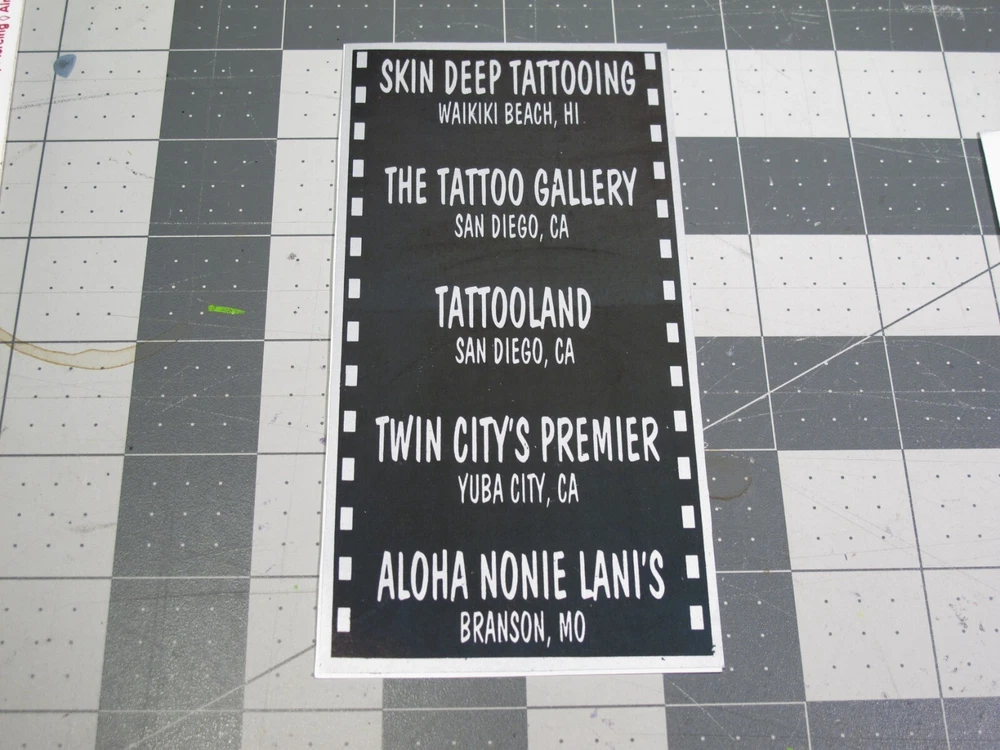 SKIN DEEP TATTOOING
WAIKIKI BEACH, HI
THE TATTOO GALLERY
SAN DIEGO, CA
TATTOOLAND
SAN DIEGO, CA
TWIN CITY'S PREMIER
YUBA CITY, CA
ALOHA NONIE LANI'S
BRANSON, MO